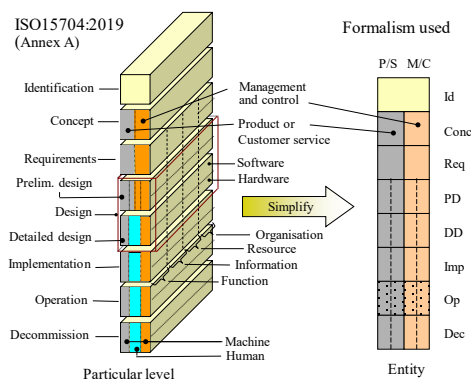 ISO15704:2019
(Annex A)
Formalism used
P/S M/C
Identification
Id
Management
and control
Concept
Conc
Product or
Customer service
Requirements
Req
Software
Prelim. design
Hardware
PD
Simplify
Design
Detailed design
DD
Organisation
Resource
Implementation
Information
Imp
Function
Operation
Op
Decommission
Dec
Machine
Human
Particular level
Entity